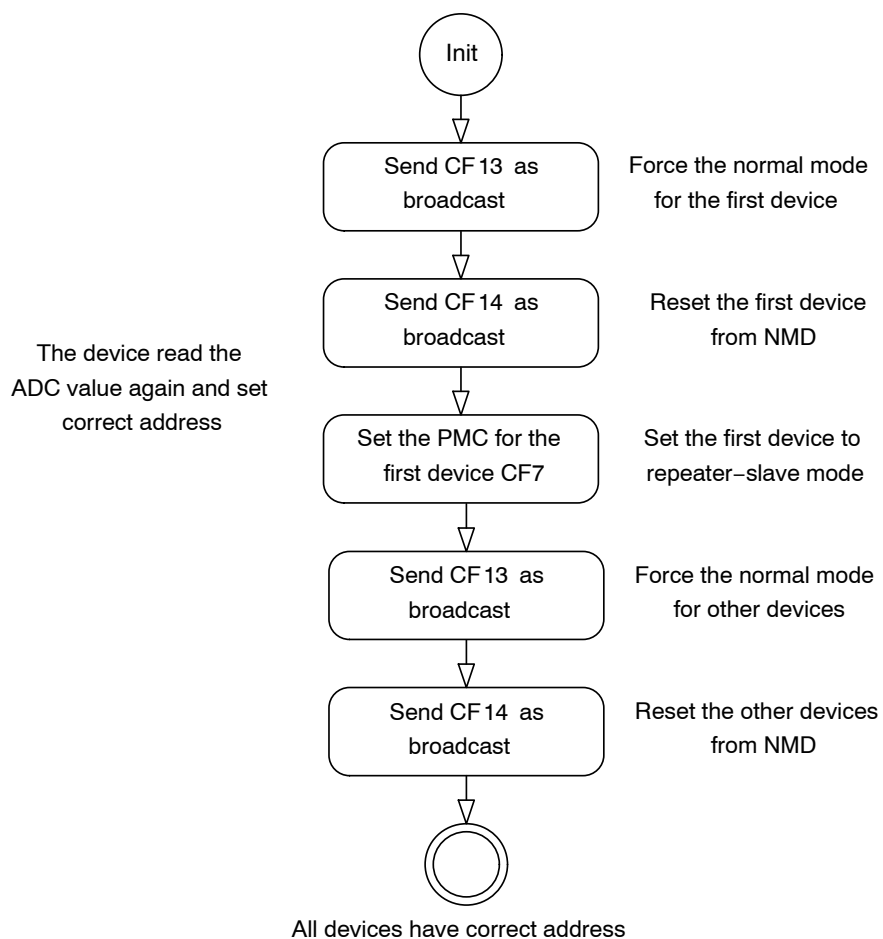 Init
Send CF13 as
broadcast
Force the normal mode
for the first device
Send CF14 as
broadcast
Reset the first device
from NMD
The device read the
ADC value again and set
correct address
Set the PMC for the
first device CF7
Set the first device to
repeater–slave mode
Send CF13 as
broadcast
Force the normal mode
for other devices
Send CF14 as
broadcast
Reset the other devices
from NMD
All devices have correct address